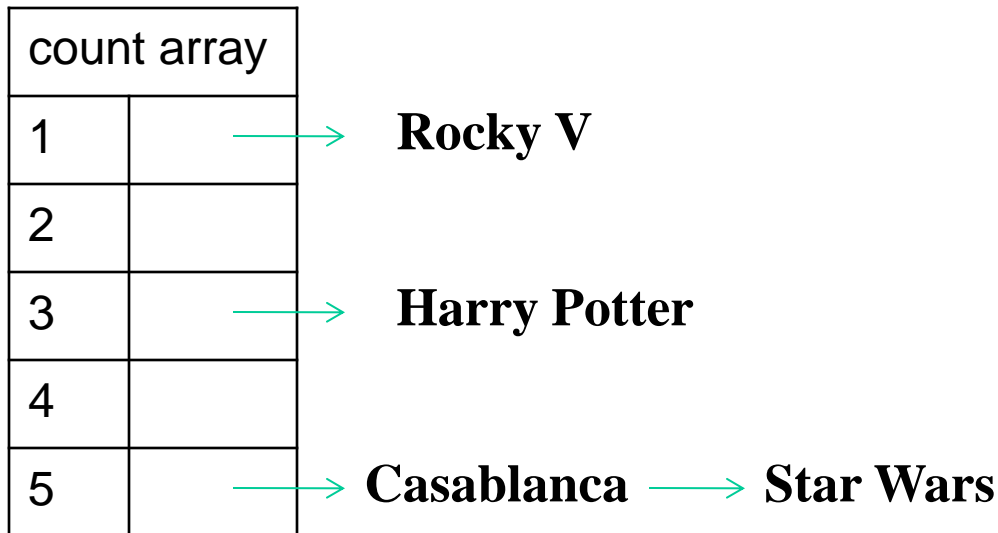 count array
1 Rocky V
2
3 Harry Potter
4
5 Casablanca Star Wars